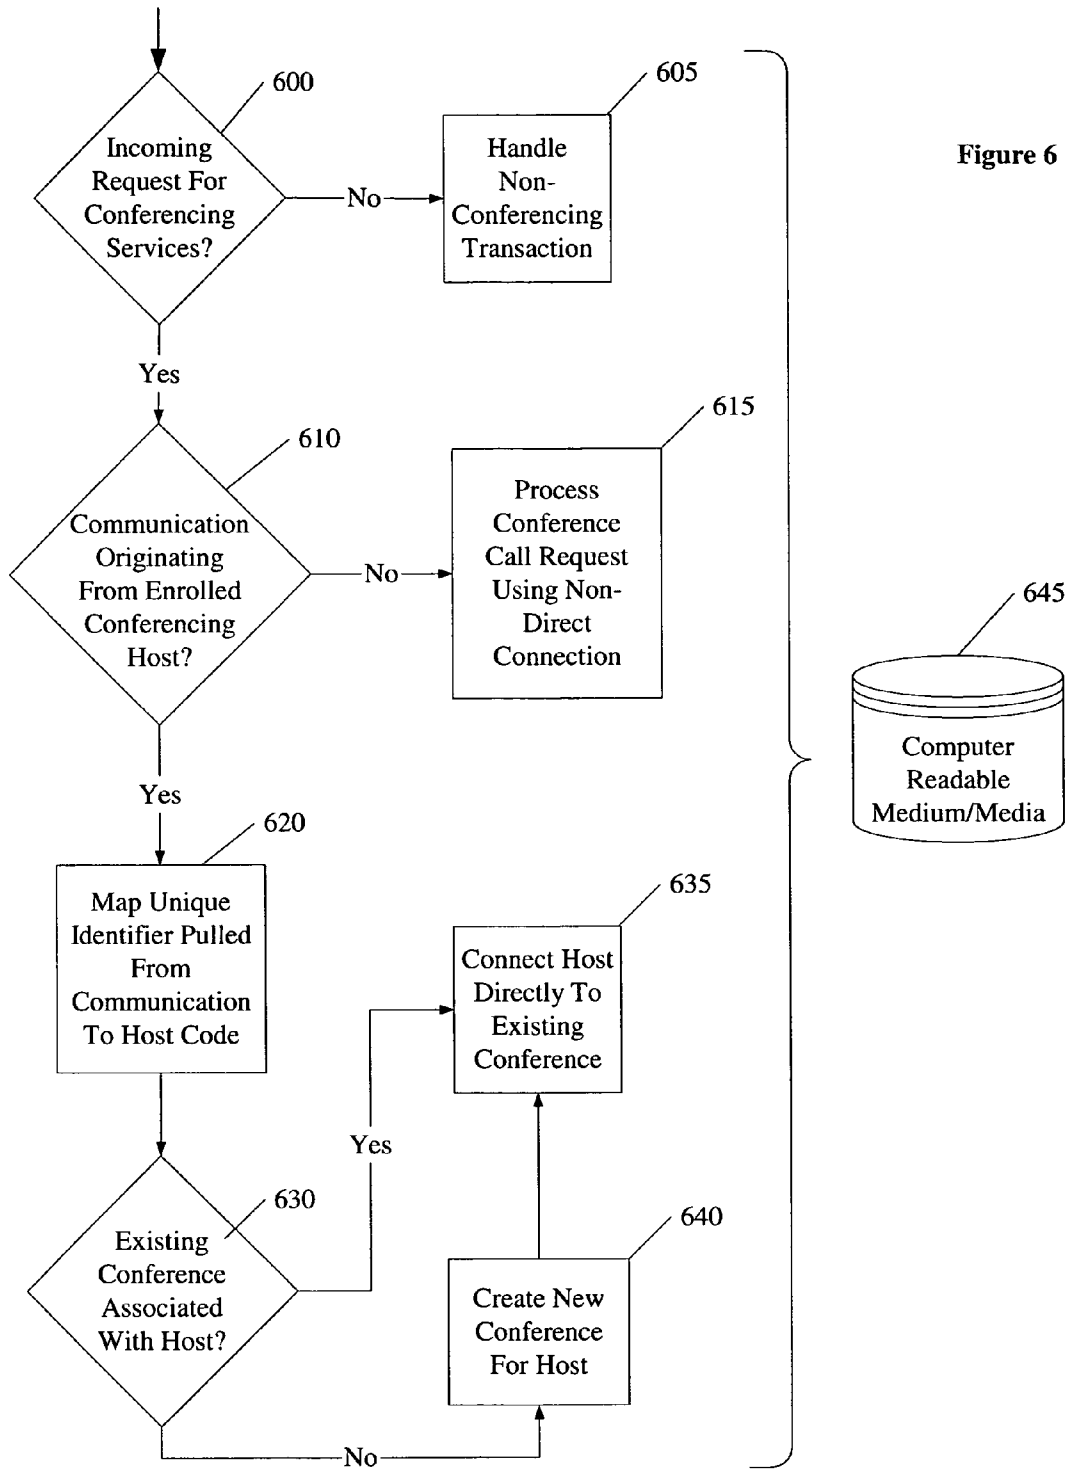 600
Incoming
Request For
Conferencing
Services?
No
605
Handle
Non-
Conferencing
Transaction
Figure 6
Yes
610
Communication
Originating
From Enrolled
Conferencing
Host?
No
615
Process
Conference
Call Request
Using Non-
Direct
Connection
645
Computer
Readable
Medium/Media
Yes
620
Map Unique
Identifier Pulled
From
Communication
To Host Code
635
Connect Host
Directly To
Existing
Conference
Yes
630
Existing
Conference
Associated
With Host?
640
Create New
Conference
For Host
No